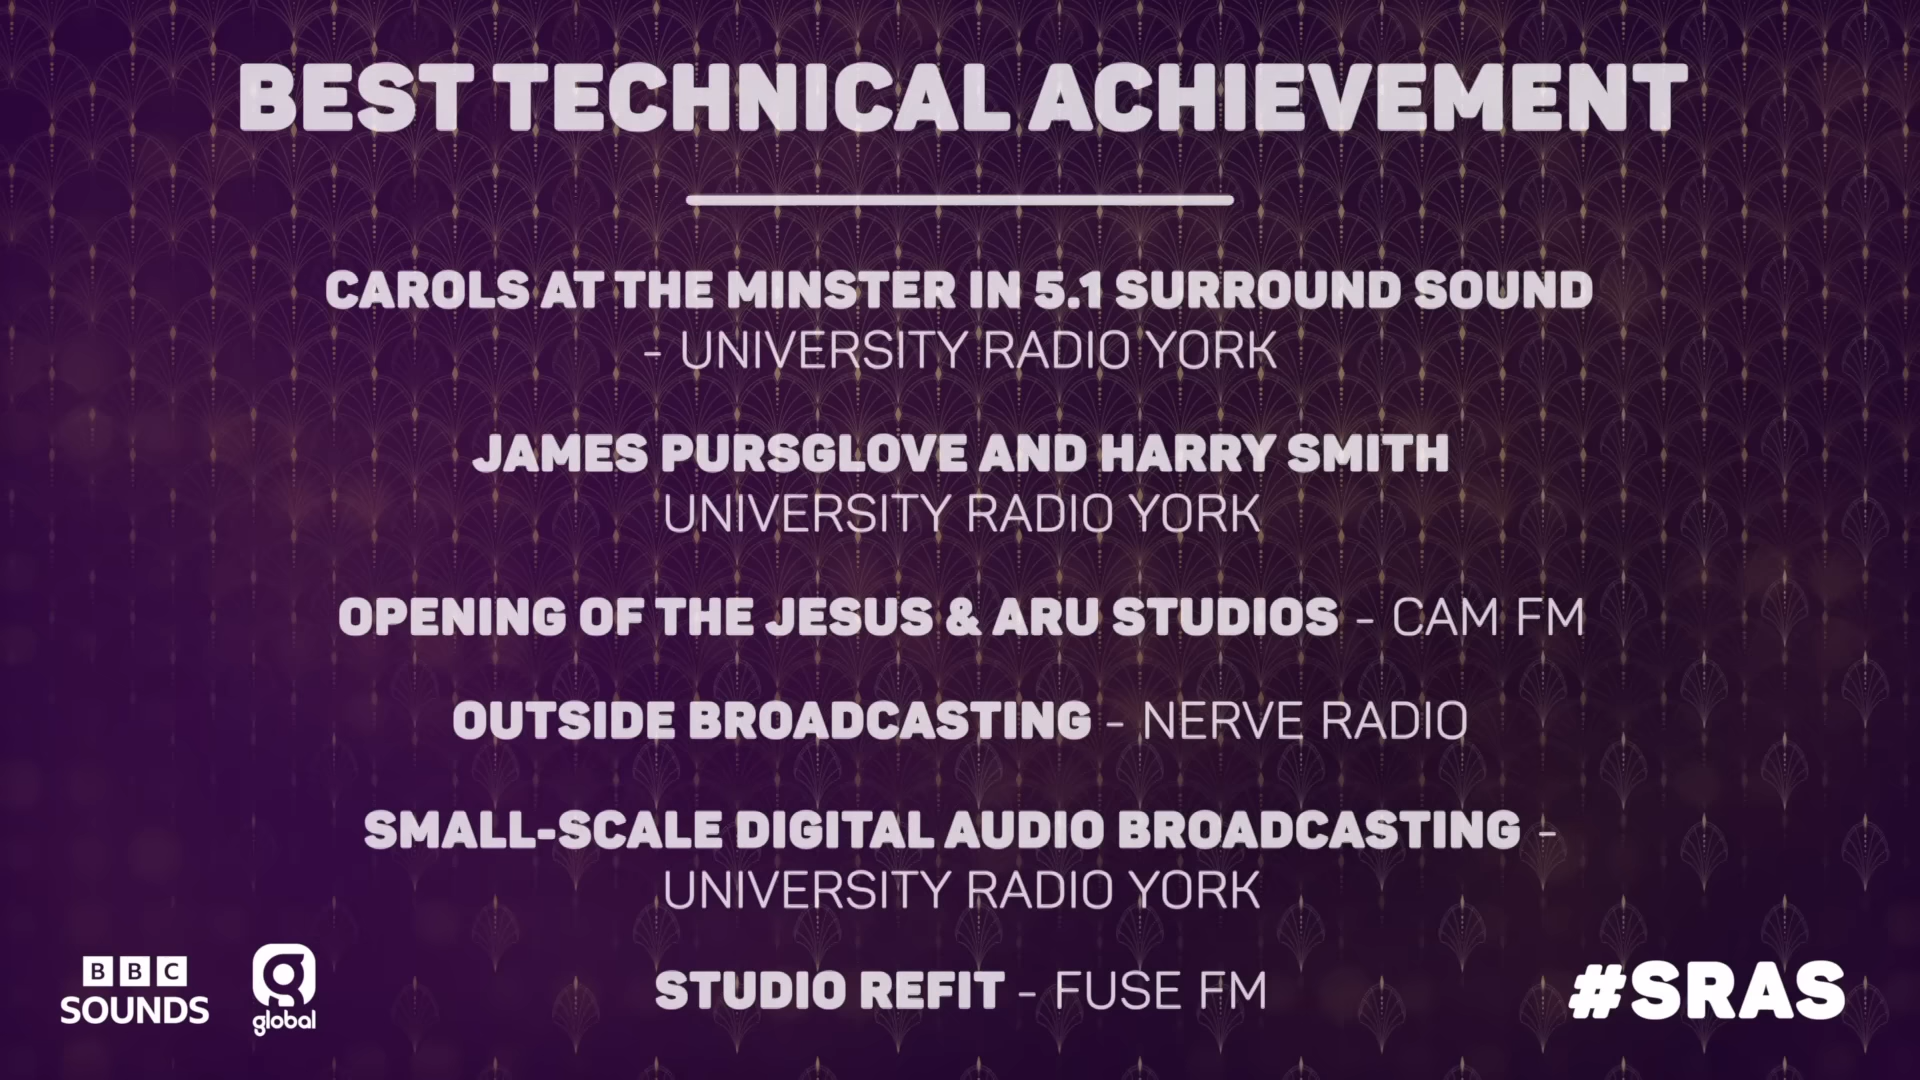 BEST TECHNICAL ACHIEVEMENT
CAROLS AT THE MINSTER IN 5.1 SURROUND SOUND
- UNIVERSITY RADIO YORK
JAMES PURSGLOVE AND HARRY SMITH
UNIVERSITY RADIO YORK
OPENING OF THE JESUS & ARU STUDIOS - CAM FM
OUTSIDE BROADCASTING - NERVE RADIO
SMALL-SCALE DIGITAL AUDIO BROADCASTING -
UNIVERSITY RADIO YORK
STUDIO REFIT - FUSE FM
BBC
SOUNDS
global
#SRAS